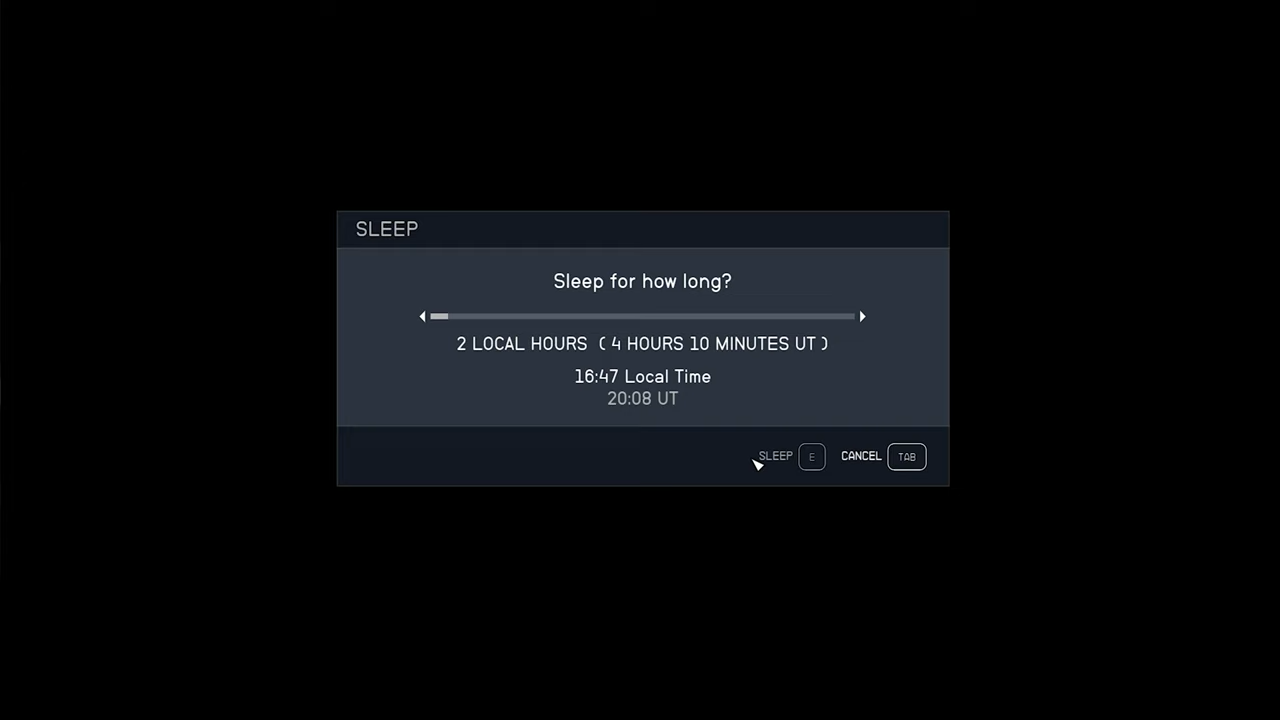 SLEEP
Sleep for how long?
2 LOCAL HOURS ( 4 HOURS 10 MINUTES UT )
16:47 Local Time
20:08 UT
SLEEP E CANCEL TAB